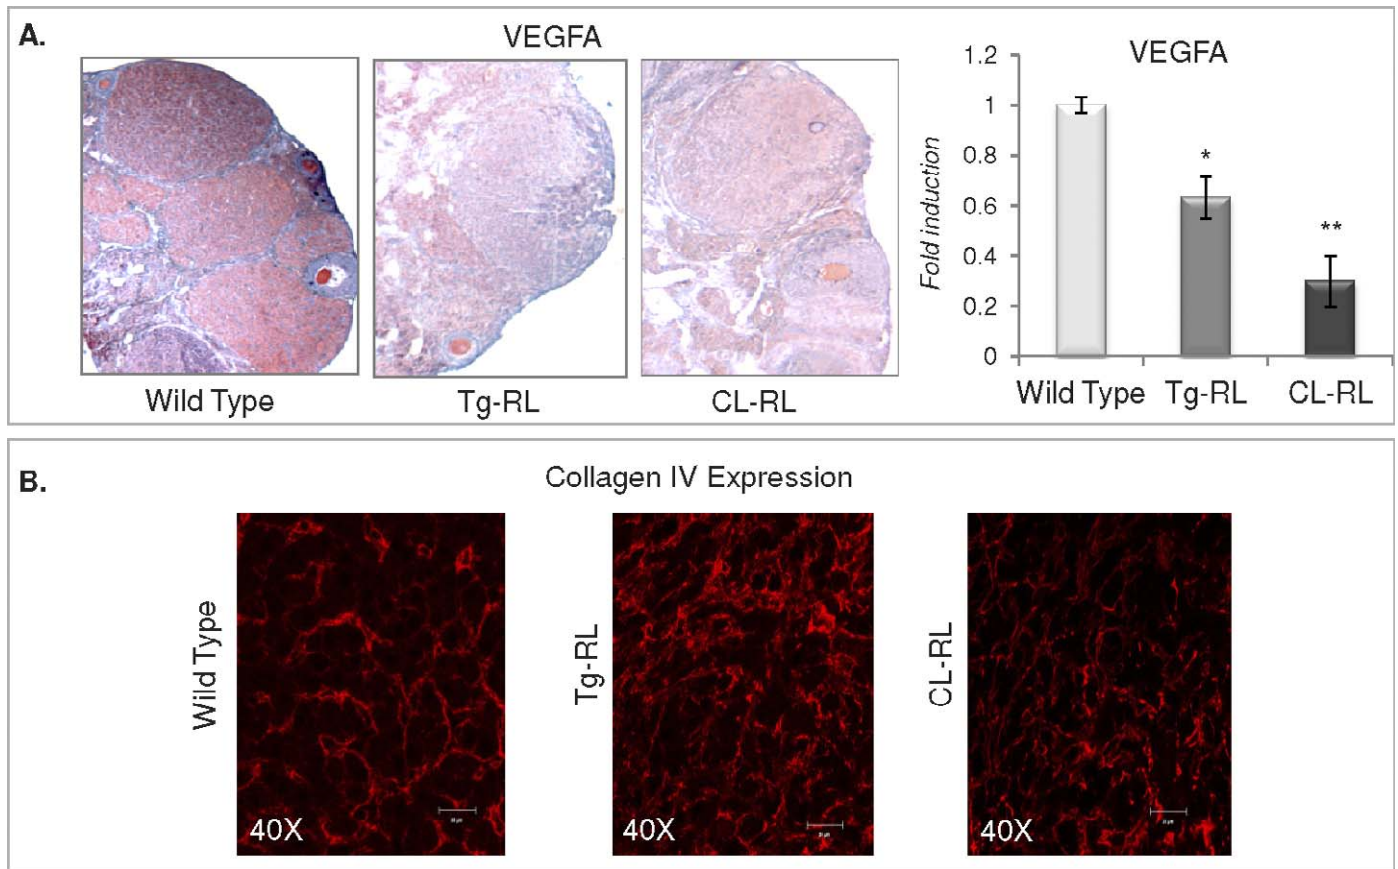 A.
VEGFA
Wild Type
Tg-RL
CL-RL
VEGFA
Fold induction
1.2
1
0.8
0.6
0.4
0.2
0
*
**
Wild Type
Tg-RL
CL-RL
B.
Collagen IV Expression
Wild Type
40X
Tg-RL
40X
CL-RL
40X